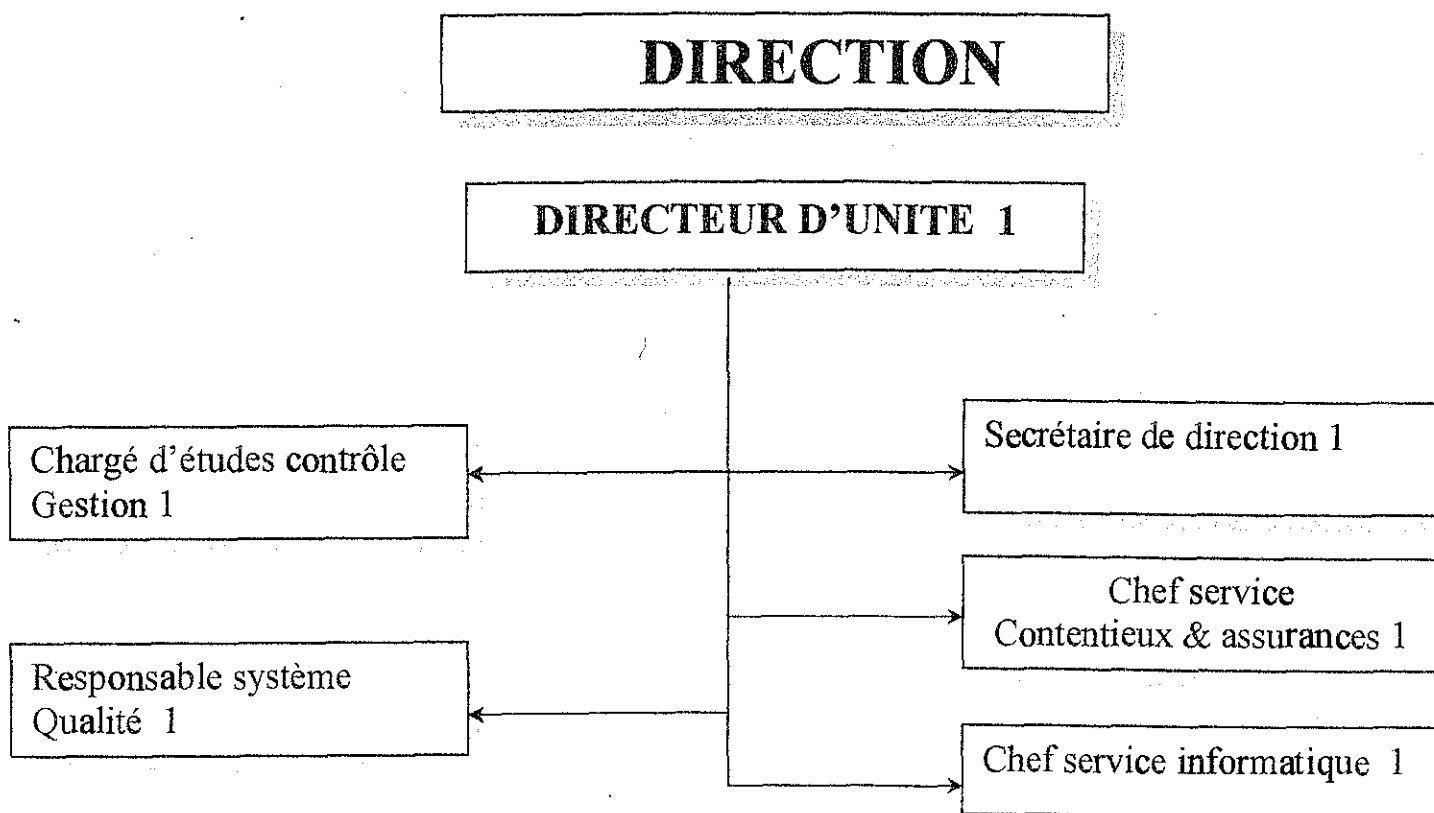 DIRECTION
DIRECTEUR D'UNITE 1
Chargé d'études contrôle
Gestion 1
Secrétaire de direction 1
Chef service
Contentieux & assurances 1
Responsable système
Qualité 1
Chef service informatique 1